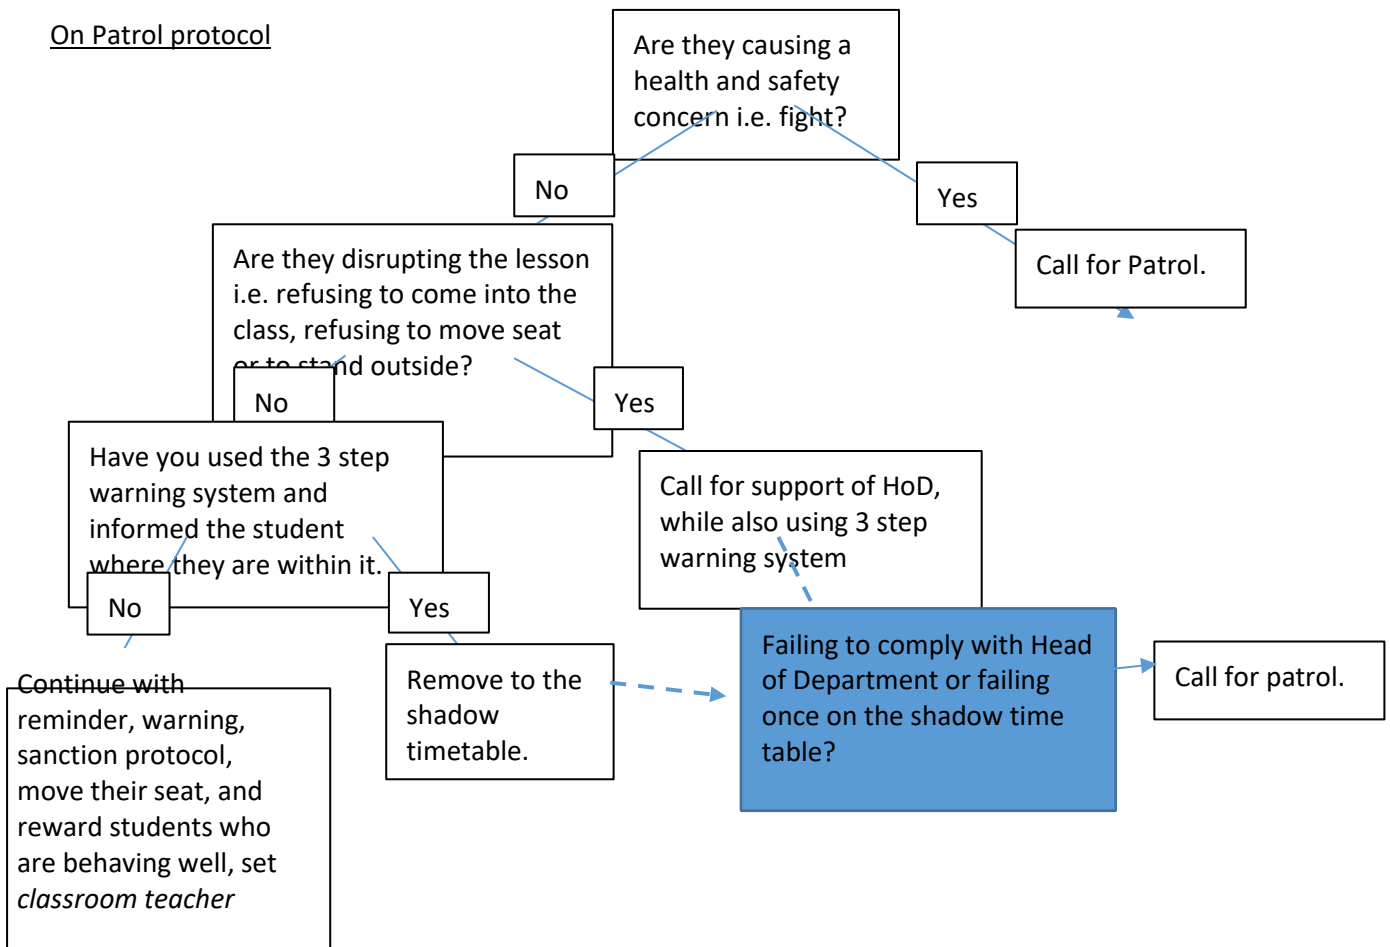 On Patrol protocol
Are they causing a
health and safety
concern i.e. fight?
No
Yes
Call for Patrol.
Are they disrupting the lesson
i.e. refusing to come into the
class, refusing to move seat
or to stand outside?
No
Yes
Have you used the 3 step
warning system and
informed the student
where they are within it.
Call for support of HoD,
while also using 3 step
warning system
No
Yes
Continue with
reminder, warning,
sanction protocol,
move their seat, and
reward students who
are behaving well, set
classroom teacher
Remove to the
shadow
timetable.
Failing to comply with Head
of Department or failing
once on the shadow time
table?
Call for patrol.